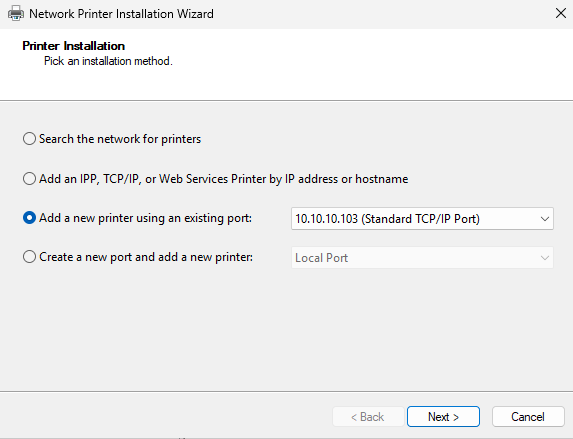 Network Printer Installation Wizard
Printer Installation
Pick an installation method.
Search the network for printers
Add an IPP, TCP/IP, or Web Services Printer by IP address or hostname
Add a new printer using an existing port: 10.10.10.103 (Standard TCP/IP Port)
Create a new port and add a new printer: Local Port
< Back Next > Cancel